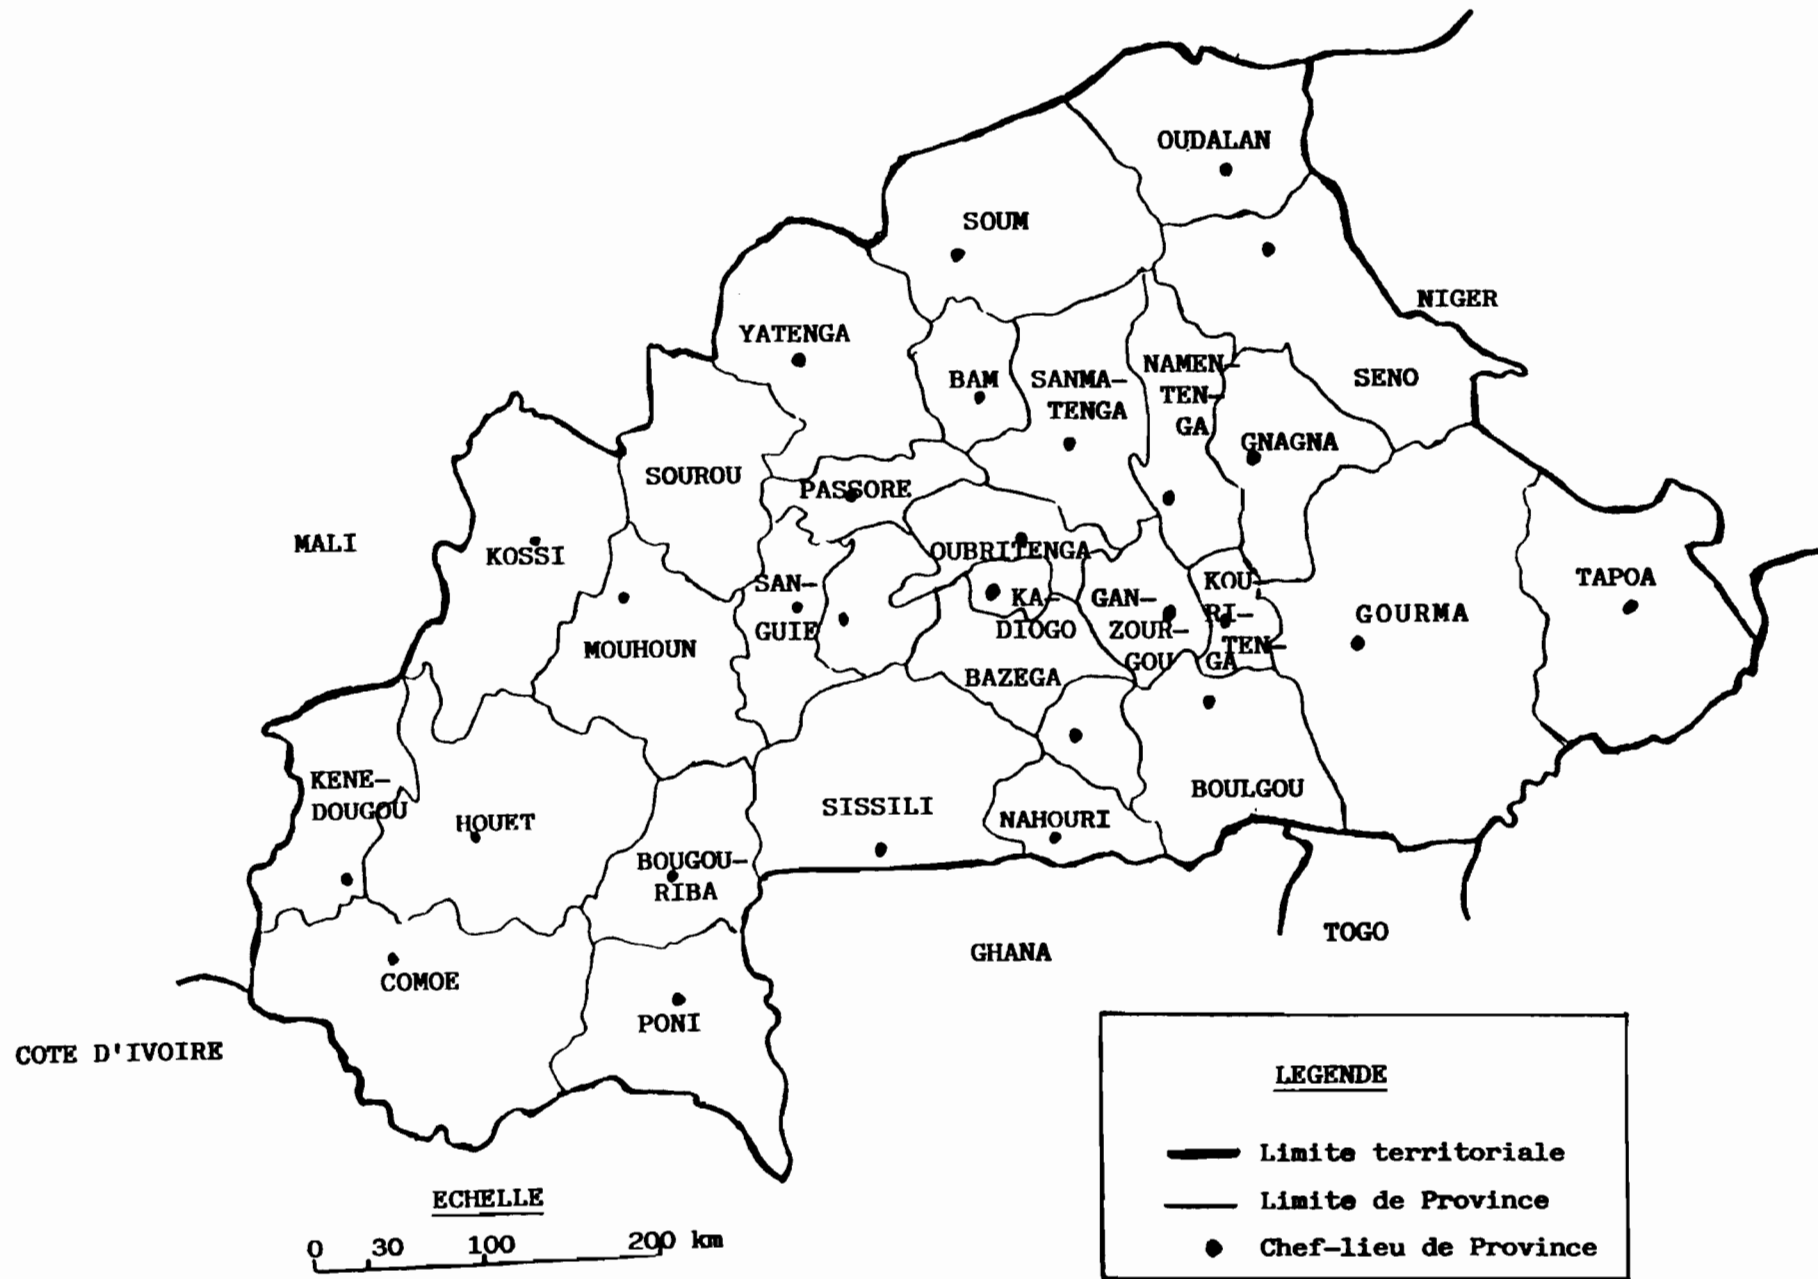 OUDALAN
SOUM
NIGER
YATENGA
BAM
SANMA-
TENGA
NAMEN-
TEN-
GA
SENO
GNAGNA
SOUROU
PASSORE
MALI
KOSSI
OUBRITENGA
SAN-
GUIE
KA-
DIOGO
GAN-
ZOUR-
GOU
KOU-
RI-
TEN-
GA
GOURMA
TAPOA
MOUHOUN
BAZEGA
KENE-
DOUGOU
HOUET
SISSILI
NAHOURI
BOULGOU
BOUGOU-
RIBA
COMOE
PONI
GHANA
TOGO
COTE D'IVOIRE
LEGENDE
Limite territoriale
Limite de Province
Chef-lieu de Province
ECHELLE
0 30 100 200 km